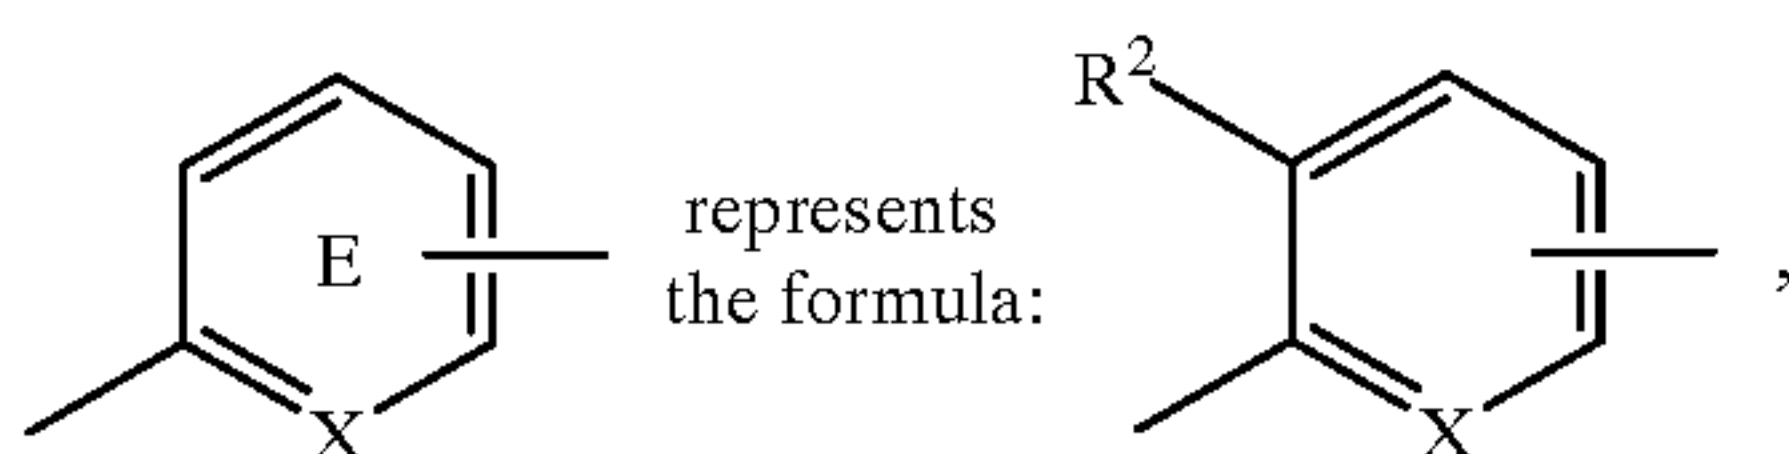 R²
E
represents
the formula:
,
X
X